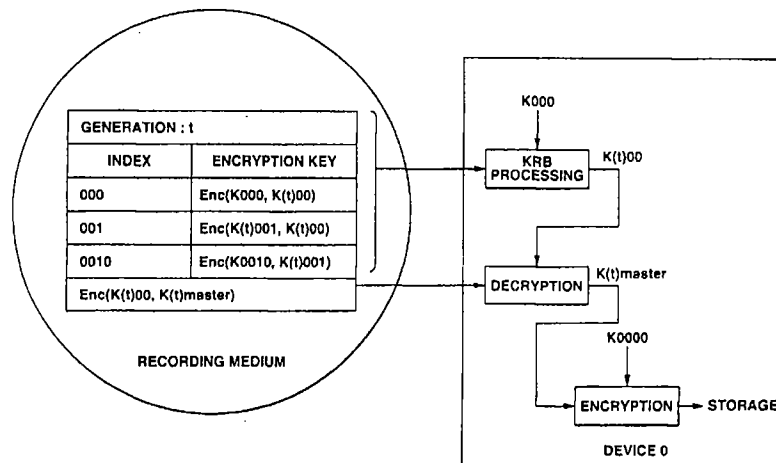 GENERATION : t
INDEX ENCRYPTION KEY
000 Enc(K000, K(t)00)
001 Enc(K(t)001, K(t)00)
0010 Enc(K0010, K(t)001)
Enc(K(t)00, K(t)master)
RECORDING MEDIUM
K000
KRB
PROCESSING
K(t)00
DECRYPTION
K(t)master
K0000
ENCRYPTION
STORAGE
DEVICE 0